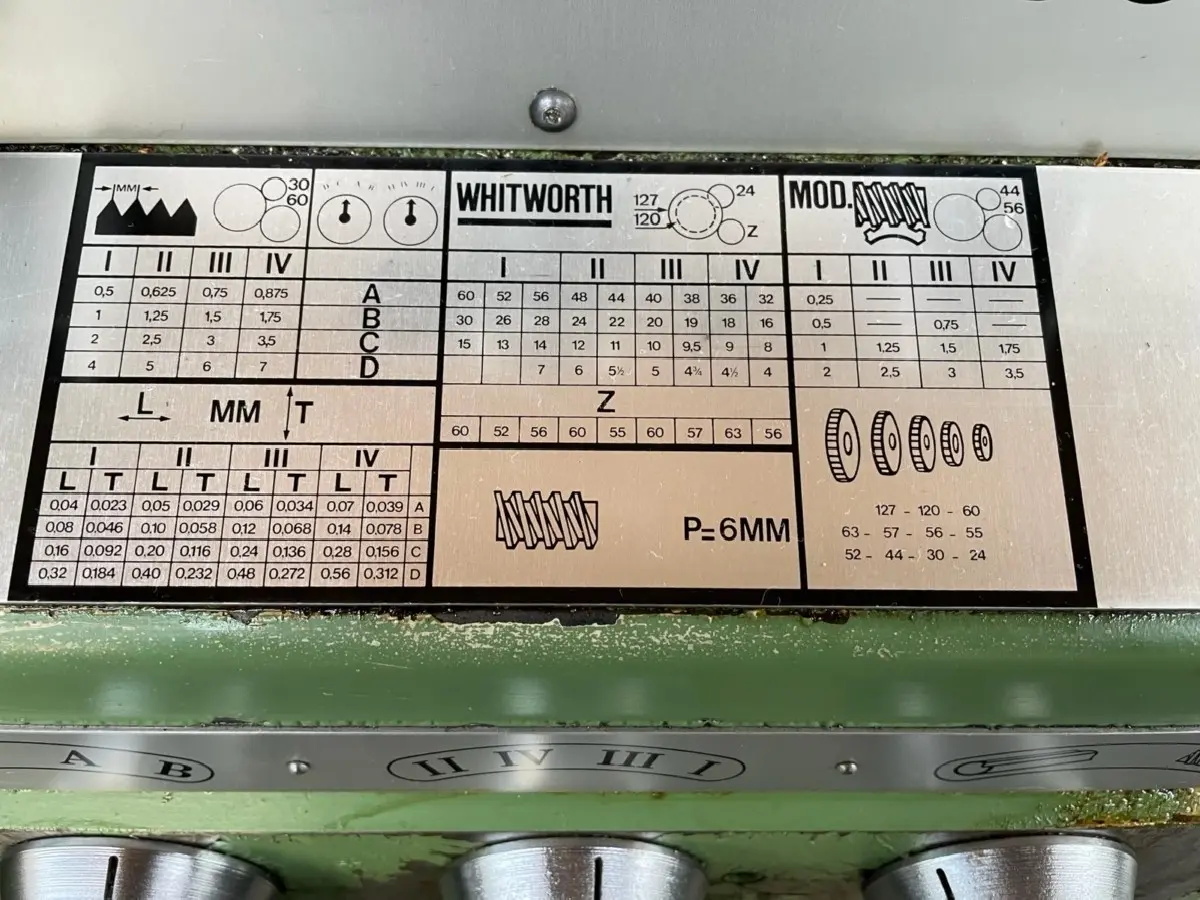 MM 30
60
I II III IV
0,5 0,625 0,75 0,875 A
1 1,25 1,5 1,75 B
2 2,5 3 3,5 C
4 5 6 7 D
L MM T
I II III IV
L T L T L T L T
0,04 0,023 0,05 0,029 0,06 0,034 0,07 0,039 A
0,08 0,046 0,10 0,058 0,12 0,068 0,14 0,078 B
0,16 0,092 0,20 0,116 0,24 0,136 0,28 0,156 C
0,32 0,184 0,40 0,232 0,48 0,272 0,56 0,312 D
WHITWORTH 127 24
120 Z
I II III IV
60 52 56 48 44 40 38 36 32
30 26 28 24 22 20 19 18 16
15 13 14 12 11 10 9,5 9 8
7 6 5½ 5 4¾ 4½ 4
Z
60 52 56 60 55 60 57 63 56
P=6MM
MOD. 44
56
I II III IV
0,25 — — —
0,5 — 0,75 —
1 1,25 1,5 1,75
2 2,5 3 3,5
127 - 120 - 60
63 - 57 - 56 - 55
52 - 44 - 30 - 24
A B II IV III I